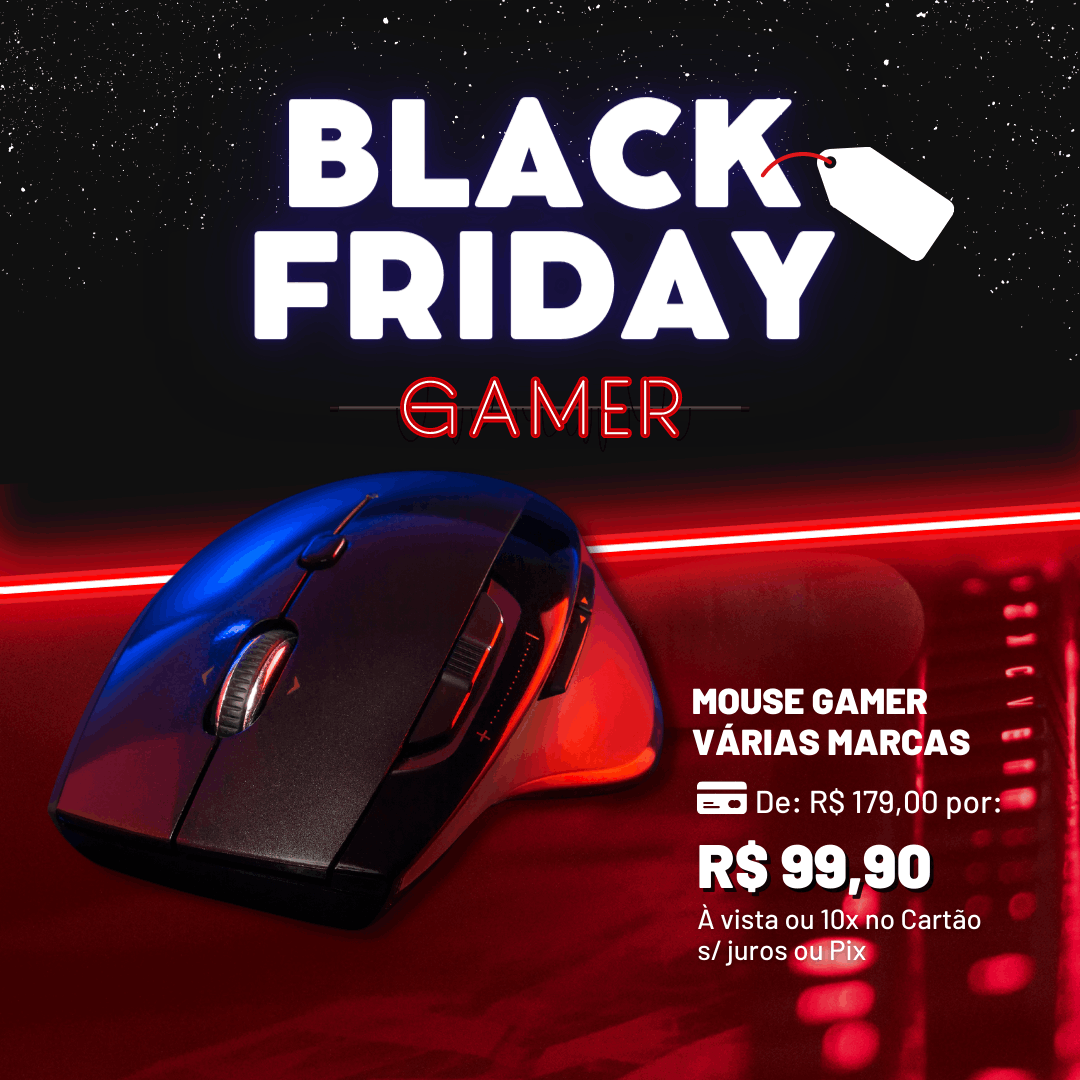 BLACK
FRIDAY
GAMER
MOUSE GAMER
VÁRIAS MARCAS
De: R$ 179,00 por:
R$ 99,90
À vista ou 10x no Cartão
s/ juros ou Pix